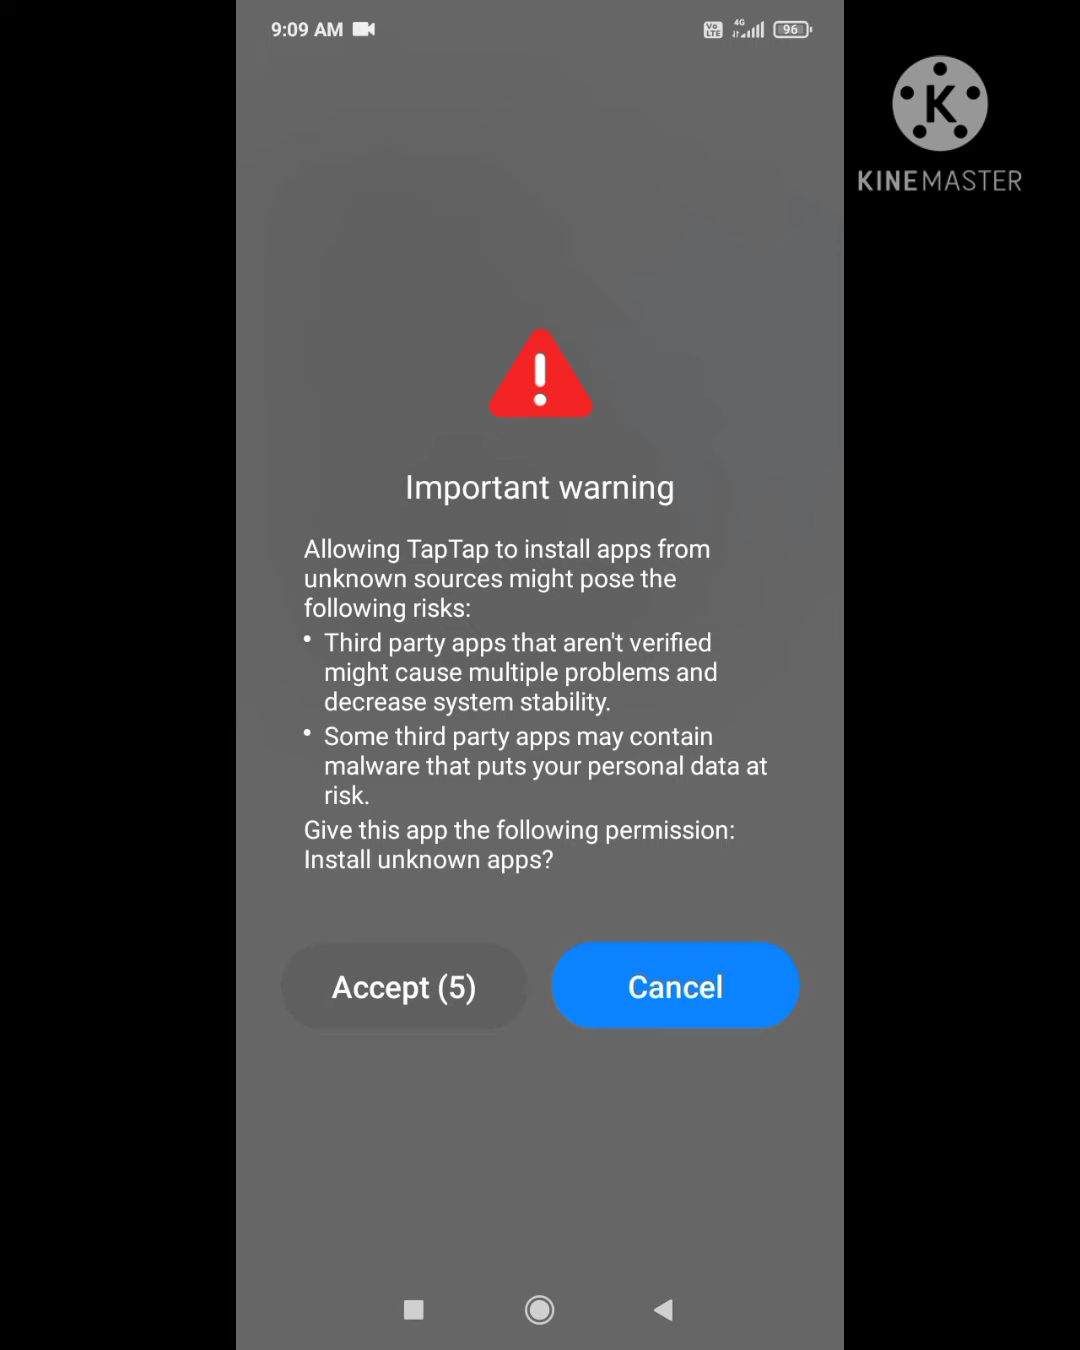 9:09 AM
Vo LTE
4G
96
K
KINEMASTER
Important warning
Allowing TapTap to install apps from
unknown sources might pose the
following risks:
• Third party apps that aren't verified
might cause multiple problems and
decrease system stability.
• Some third party apps may contain
malware that puts your personal data at
risk.
Give this app the following permission:
Install unknown apps?
Accept (5)
Cancel